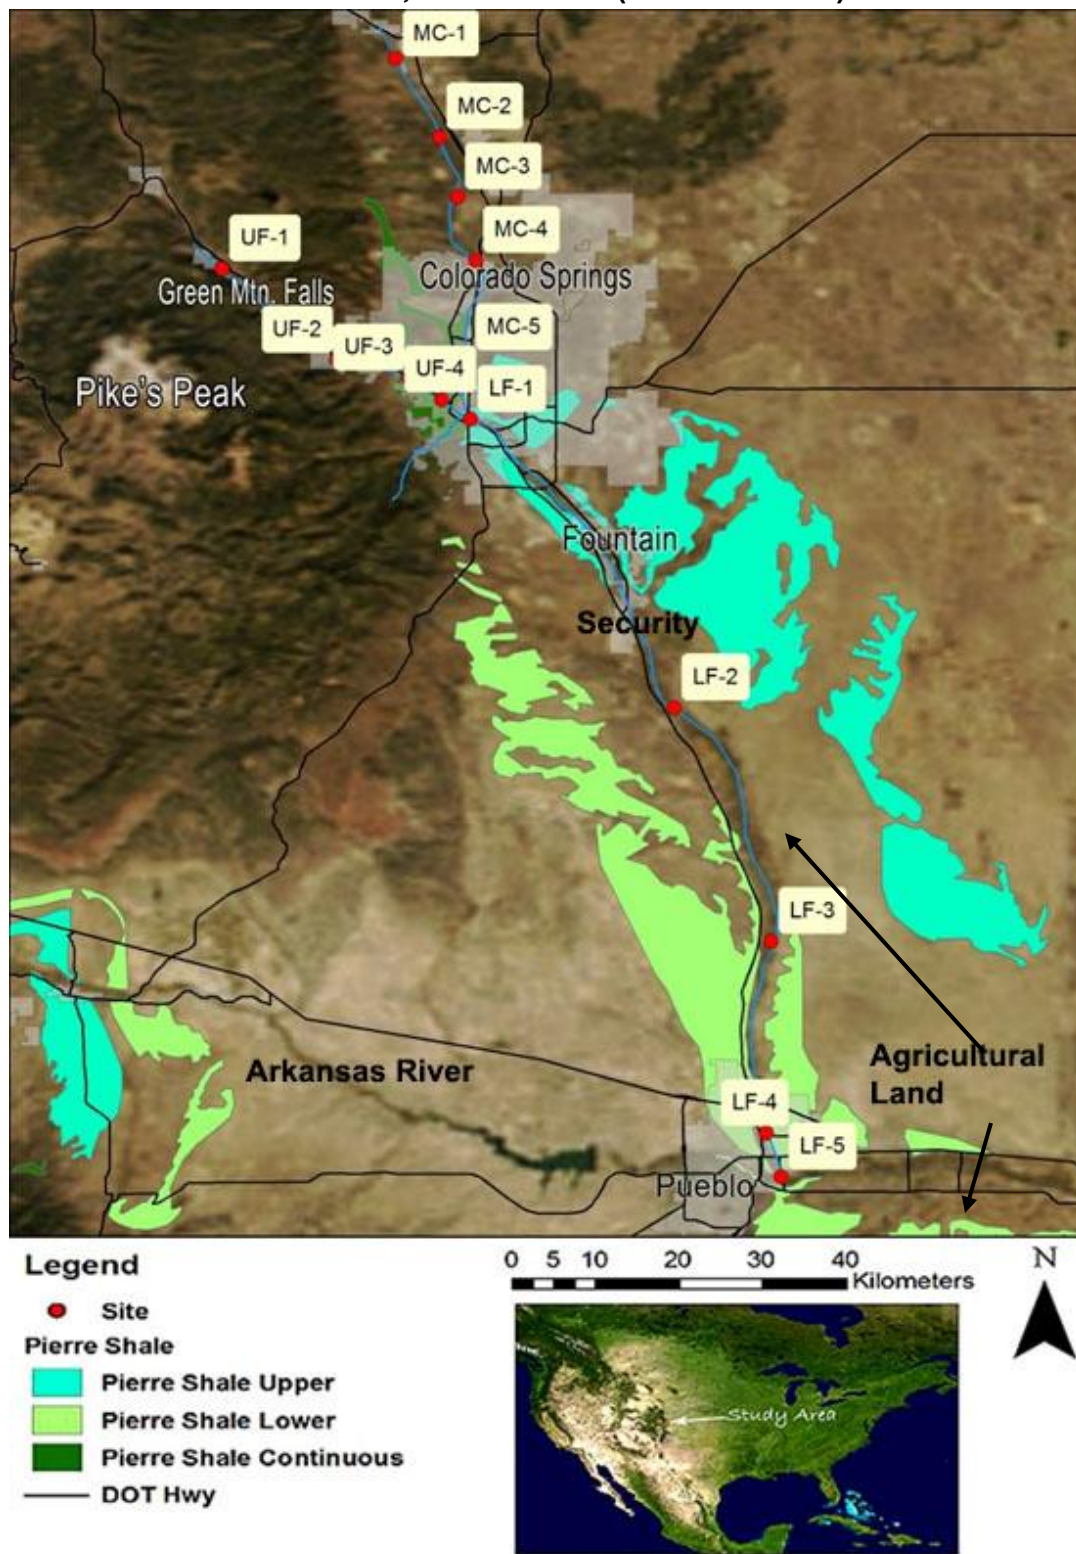 MC-1
MC-2
MC-3
MC-4
UF-1
Colorado Springs
Green Mtn. Falls
UF-2
UF-3
MC-5
UF-4
LF-1
Pike's Peak
Fountain
Security
LF-2
LF-3
Agricultural
Land
Arkansas River
LF-4
LF-5
Pueblo
Legend
Site
Pierre Shale
Pierre Shale Upper
Pierre Shale Lower
Pierre Shale Continuous
DOT Hwy
0 5 10 20 30 40
Kilometers
N
Study Area